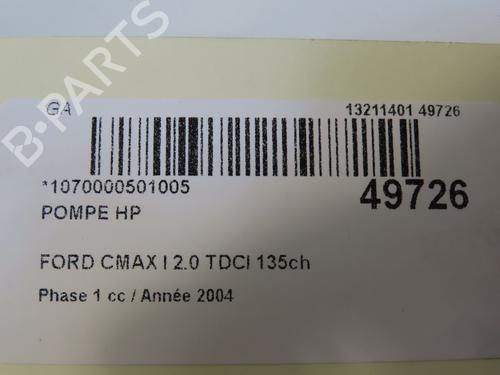 GA
13211401 49726
*1070000501005
49726
POMPE HP
FORD CMAX I 2.0 TDCI 135ch
Phase 1 cc / Année 2004
B-PARTS